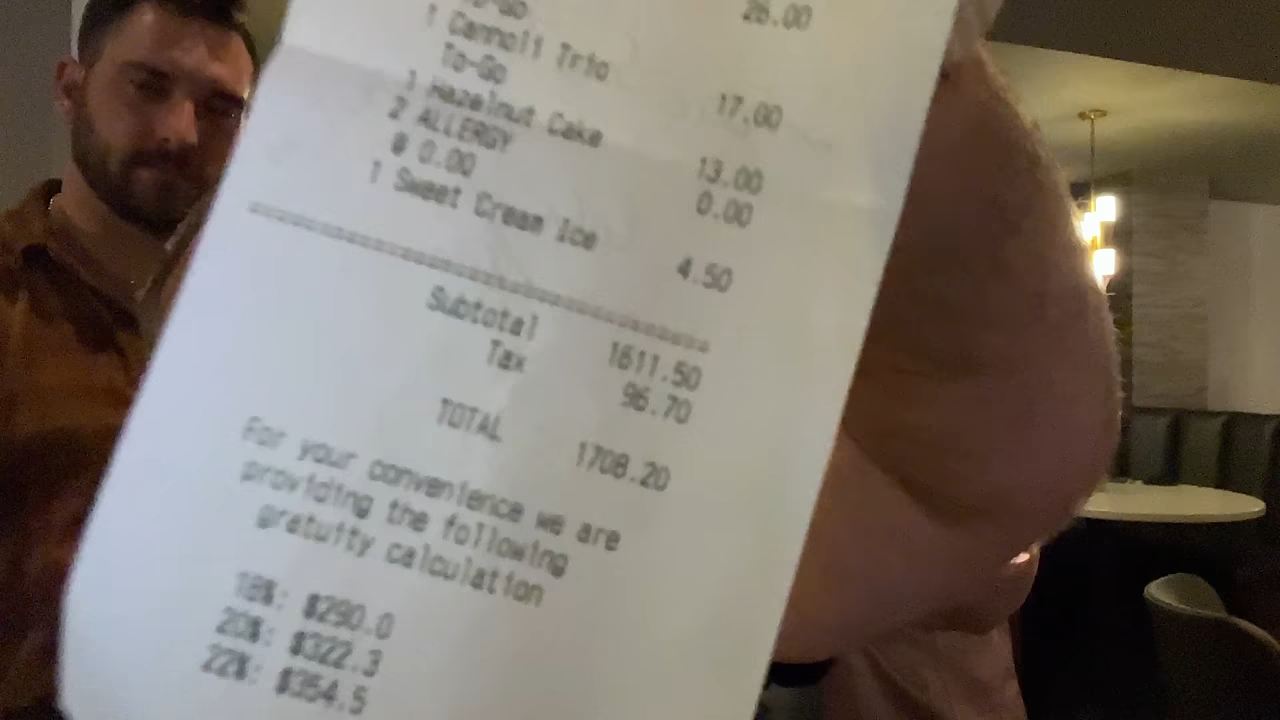 To-Go 26.00
1 Cannoli Trio
To-Go 17.00
1 Hazelnut Cake 13.00
2 ALLERGY 0.00
@ 0.00
1 Sweet Cream Ice 4.50
Subtotal 1611.50
Tax 96.70
TOTAL 1708.20
For your convenience we are
providing the following
gratuity calculation
18%: $290.0
20%: $322.3
22%: $354.5